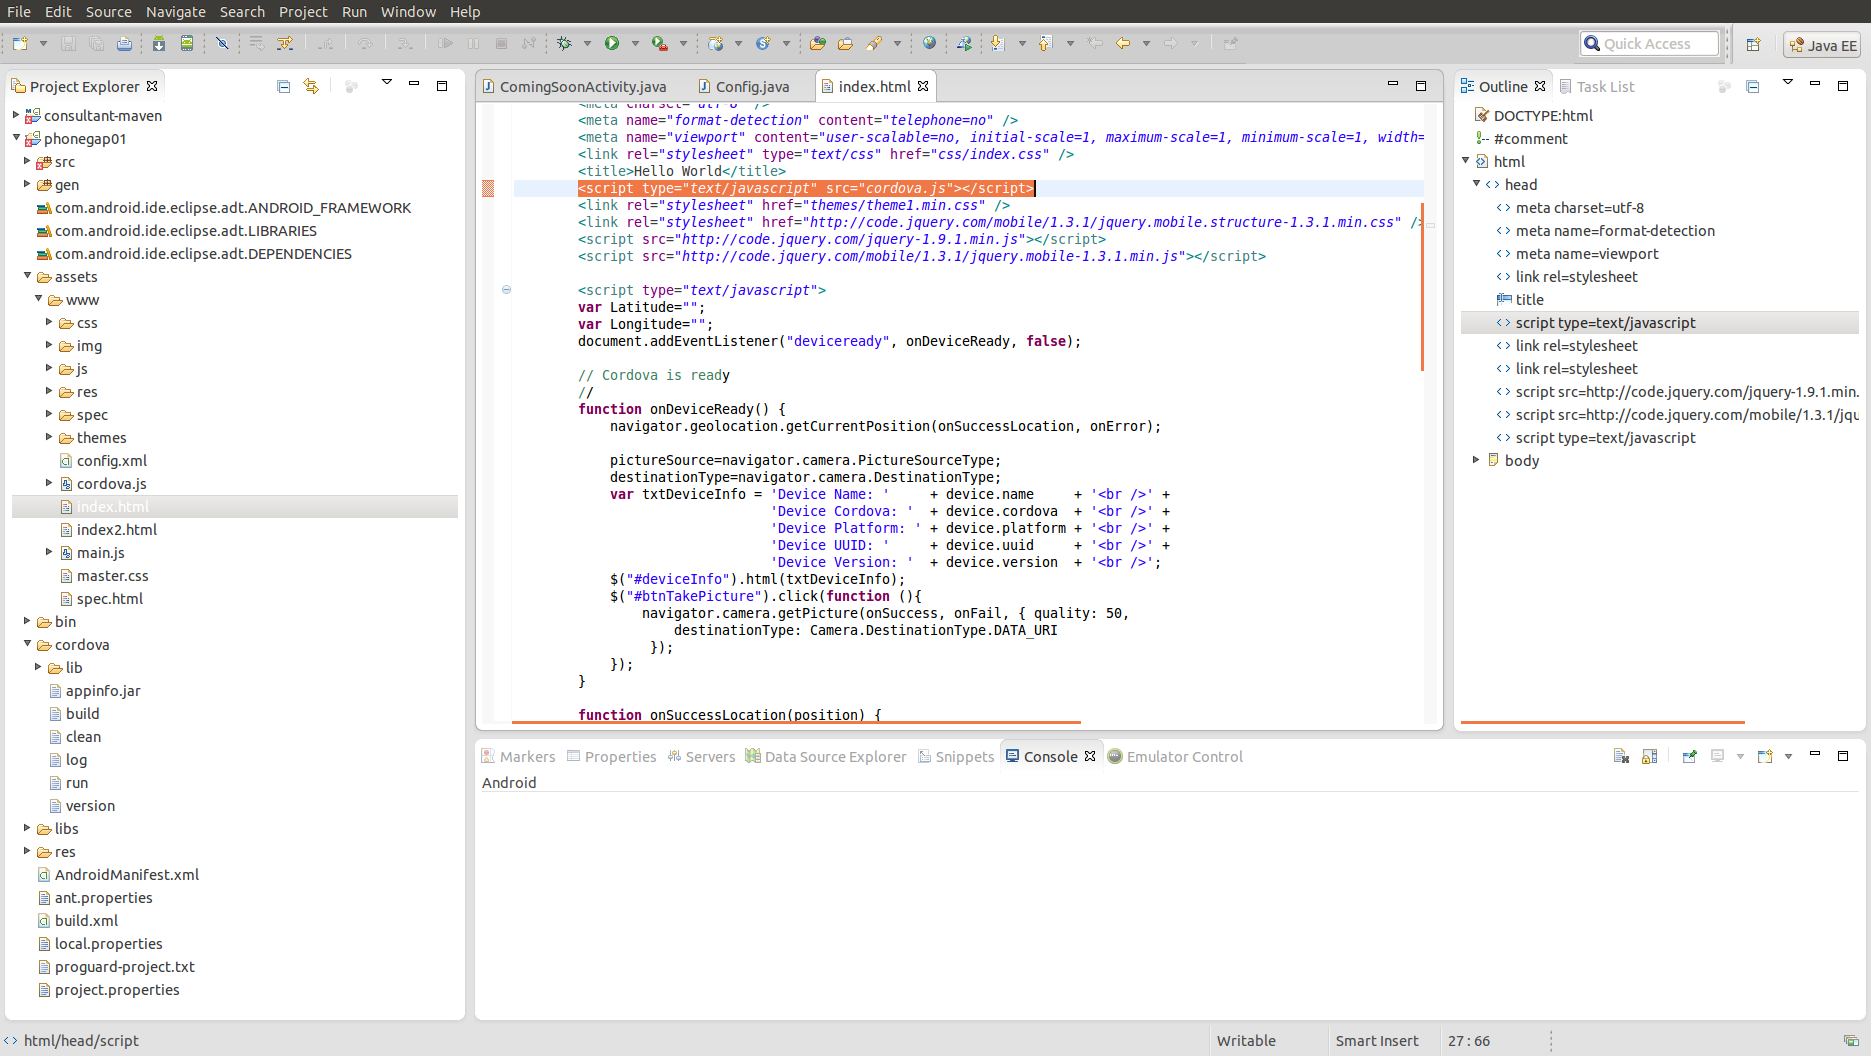 File Edit Source Navigate Search Project Run Window Help
Quick Access
Java EE
Project Explorer
consultant-maven
phonegap01
src
gen
com.android.ide.eclipse.adt.ANDROID_FRAMEWORK
com.android.ide.eclipse.adt.LIBRARIES
com.android.ide.eclipse.adt.DEPENDENCIES
assets
www
css
img
js
res
spec
themes
config.xml
cordova.js
index.html
index2.html
main.js
master.css
spec.html
bin
cordova
lib
appinfo.jar
build
clean
log
run
version
libs
res
AndroidManifest.xml
ant.properties
build.xml
local.properties
proguard-project.txt
project.properties
ComingSoonActivity.java Config.java index.html
<meta charset="utf-8" />
<meta name="format-detection" content="telephone=no" />
<meta name="viewport" content="user-scalable=no, initial-scale=1, maximum-scale=1, minimum-scale=1, width=
<link rel="stylesheet" type="text/css" href="css/index.css" />
<title>Hello World</title>
<script type="text/javascript" src="cordova.js"></script>
<link rel="stylesheet" href="themes/theme1.min.css" />
<link rel="stylesheet" href="http://code.jquery.com/mobile/1.3.1/jquery.mobile.structure-1.3.1.min.css" />
<script src="http://code.jquery.com/jquery-1.9.1.min.js"></script>
<script src="http://code.jquery.com/mobile/1.3.1/jquery.mobile-1.3.1.min.js"></script>
<script type="text/javascript">
var Latitude="";
var Longitude="";
document.addEventListener("deviceready", onDeviceReady, false);
// Cordova is ready
//
function onDeviceReady() {
navigator.geolocation.getCurrentPosition(onSuccessLocation, onError);
pictureSource=navigator.camera.PictureSourceType;
destinationType=navigator.camera.DestinationType;
var txtDeviceInfo = 'Device Name: ' + device.name + '<br />' +
'Device Cordova: ' + device.cordova + '<br />' +
'Device Platform: ' + device.platform + '<br />' +
'Device UUID: ' + device.uuid + '<br />' +
'Device Version: ' + device.version + '<br />';
$("#deviceInfo").html(txtDeviceInfo);
$("#btnTakePicture").click(function (){
navigator.camera.getPicture(onSuccess, onFail, { quality: 50,
destinationType: Camera.DestinationType.DATA_URI
});
});
}
function onSuccessLocation(position) {
Outline Task List
DOCTYPE:html
#comment
html
head
meta charset=utf-8
meta name=format-detection
meta name=viewport
link rel=stylesheet
title
script type=text/javascript
link rel=stylesheet
link rel=stylesheet
script src=http://code.jquery.com/jquery-1.9.1.min.
script src=http://code.jquery.com/mobile/1.3.1/jqu
script type=text/javascript
body
Markers Properties Servers Data Source Explorer Snippets Console Emulator Control
Android
html/head/script
Writable
Smart Insert
27 : 66